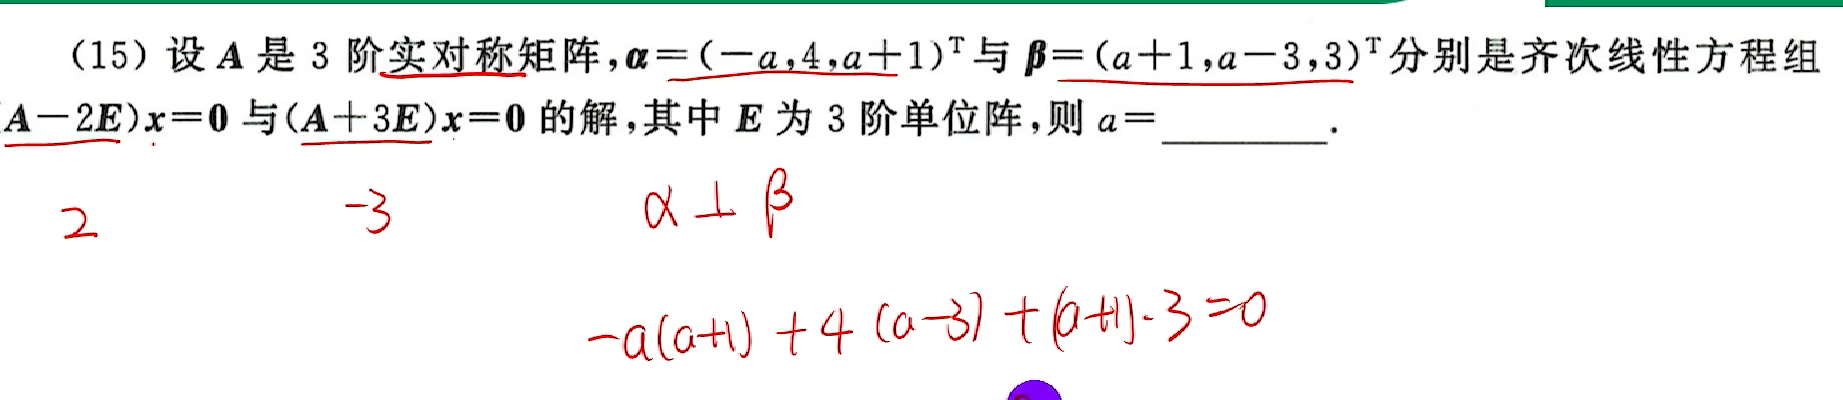 (15) 设 A 是 3 阶实对称矩阵,α=(-a,4,a+1)ᵀ与 β=(a+1,a-3,3)ᵀ分别是齐次线性方程组
A-2E)x=0 与(A+3E)x=0 的解,其中 E 为 3 阶单位阵,则 a=________.
2 -3 α⊥β
-a(a+1)+4(a-3)+(a+1)·3=0